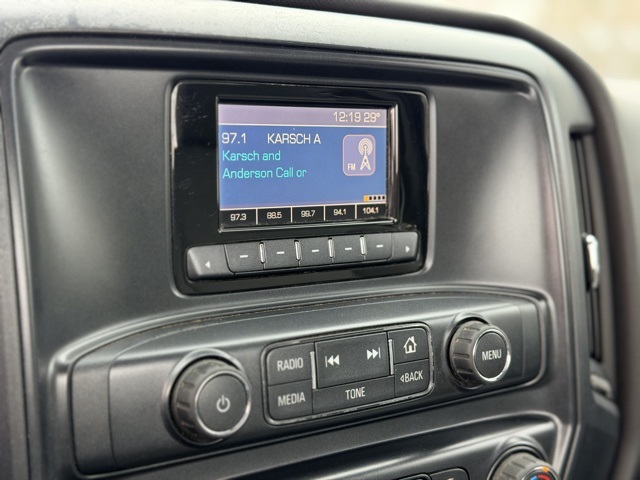 12:19 29°
97.1 KARSCH A
Karsch and
Anderson Call or
FM
97.3 88.5 99.7 94.1 104.1
RADIO
MEDIA
TONE
BACK
MENU